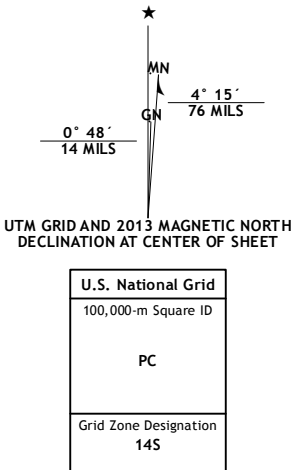 ★
MN
GN
4° 15´
76 MILS
0° 48´
14 MILS
UTM GRID AND 2013 MAGNETIC NORTH
DECLINATION AT CENTER OF SHEET
U.S. National Grid
100,000-m Square ID
PC
Grid Zone Designation
14S